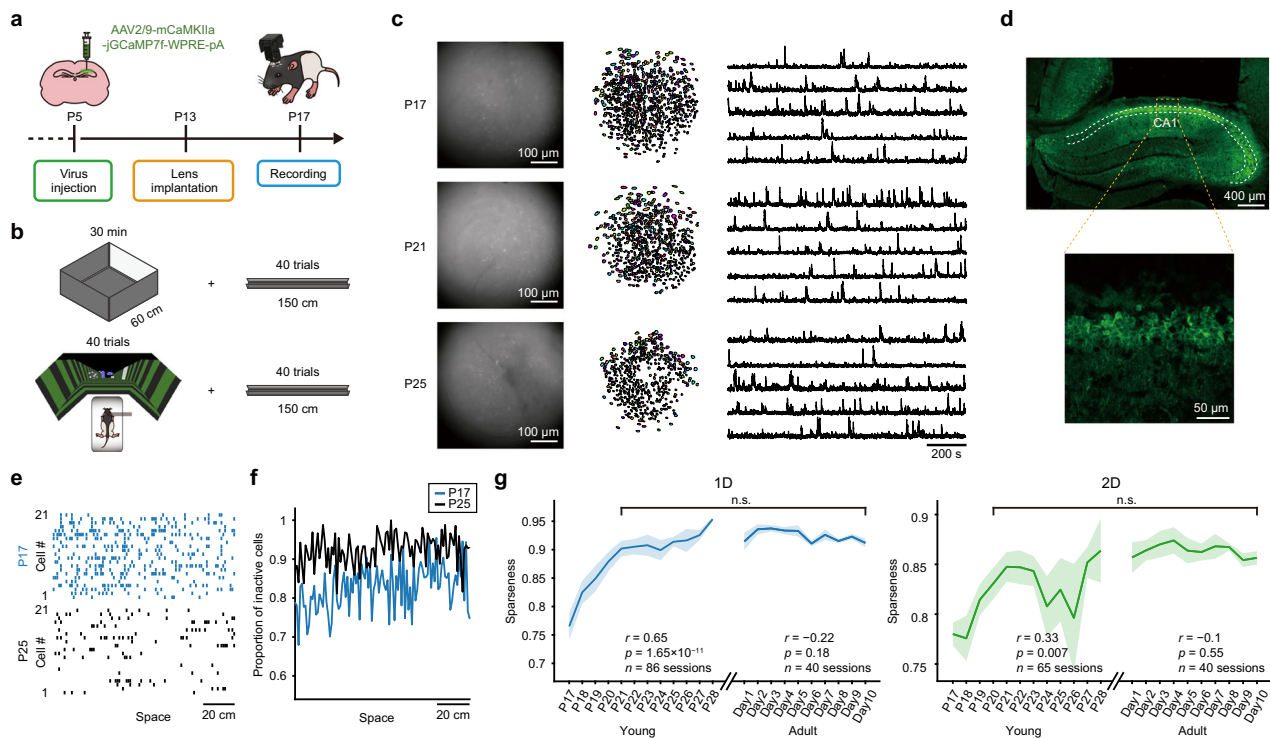 a
AAV2/9-mCaMKIIa
-jGCaMP7f-WPRE-pA
P5
P13
P17
Virus
injection
Lens
implantation
Recording
b
30 min
60 cm
+
40 trials
150 cm
40 trials
+
40 trials
150 cm
c
P17
100 µm
P21
100 µm
P25
100 µm
200 s
d
CA1
400 µm
50 µm
e
P17
Cell #
21
1
P25
Cell #
21
1
Space
20 cm
f
P17
P25
Proportion of inactive cells
1
0.9
0.8
0.7
0.6
Space
20 cm
g
1D
n.s.
Sparseness
0.95
0.9
0.85
0.8
0.75
0.7
r = 0.65
p = 1.65×10⁻¹¹
n = 86 sessions
r = −0.22
p = 0.18
n = 40 sessions
P17 P18 P19 P20 P21 P22 P23 P24 P25 P26 P27 P28
Day1 Day2 Day3 Day4 Day5 Day6 Day7 Day8 Day9 Day10
Young
Adult
2D
n.s.
Sparseness
0.9
0.85
0.8
0.75
r = 0.33
p = 0.007
n = 65 sessions
r = −0.1
p = 0.55
n = 40 sessions
P17 P18 P19 P20 P21 P22 P23 P24 P25 P26 P27 P28
Day1 Day2 Day3 Day4 Day5 Day6 Day7 Day8 Day9 Day10
Young
Adult